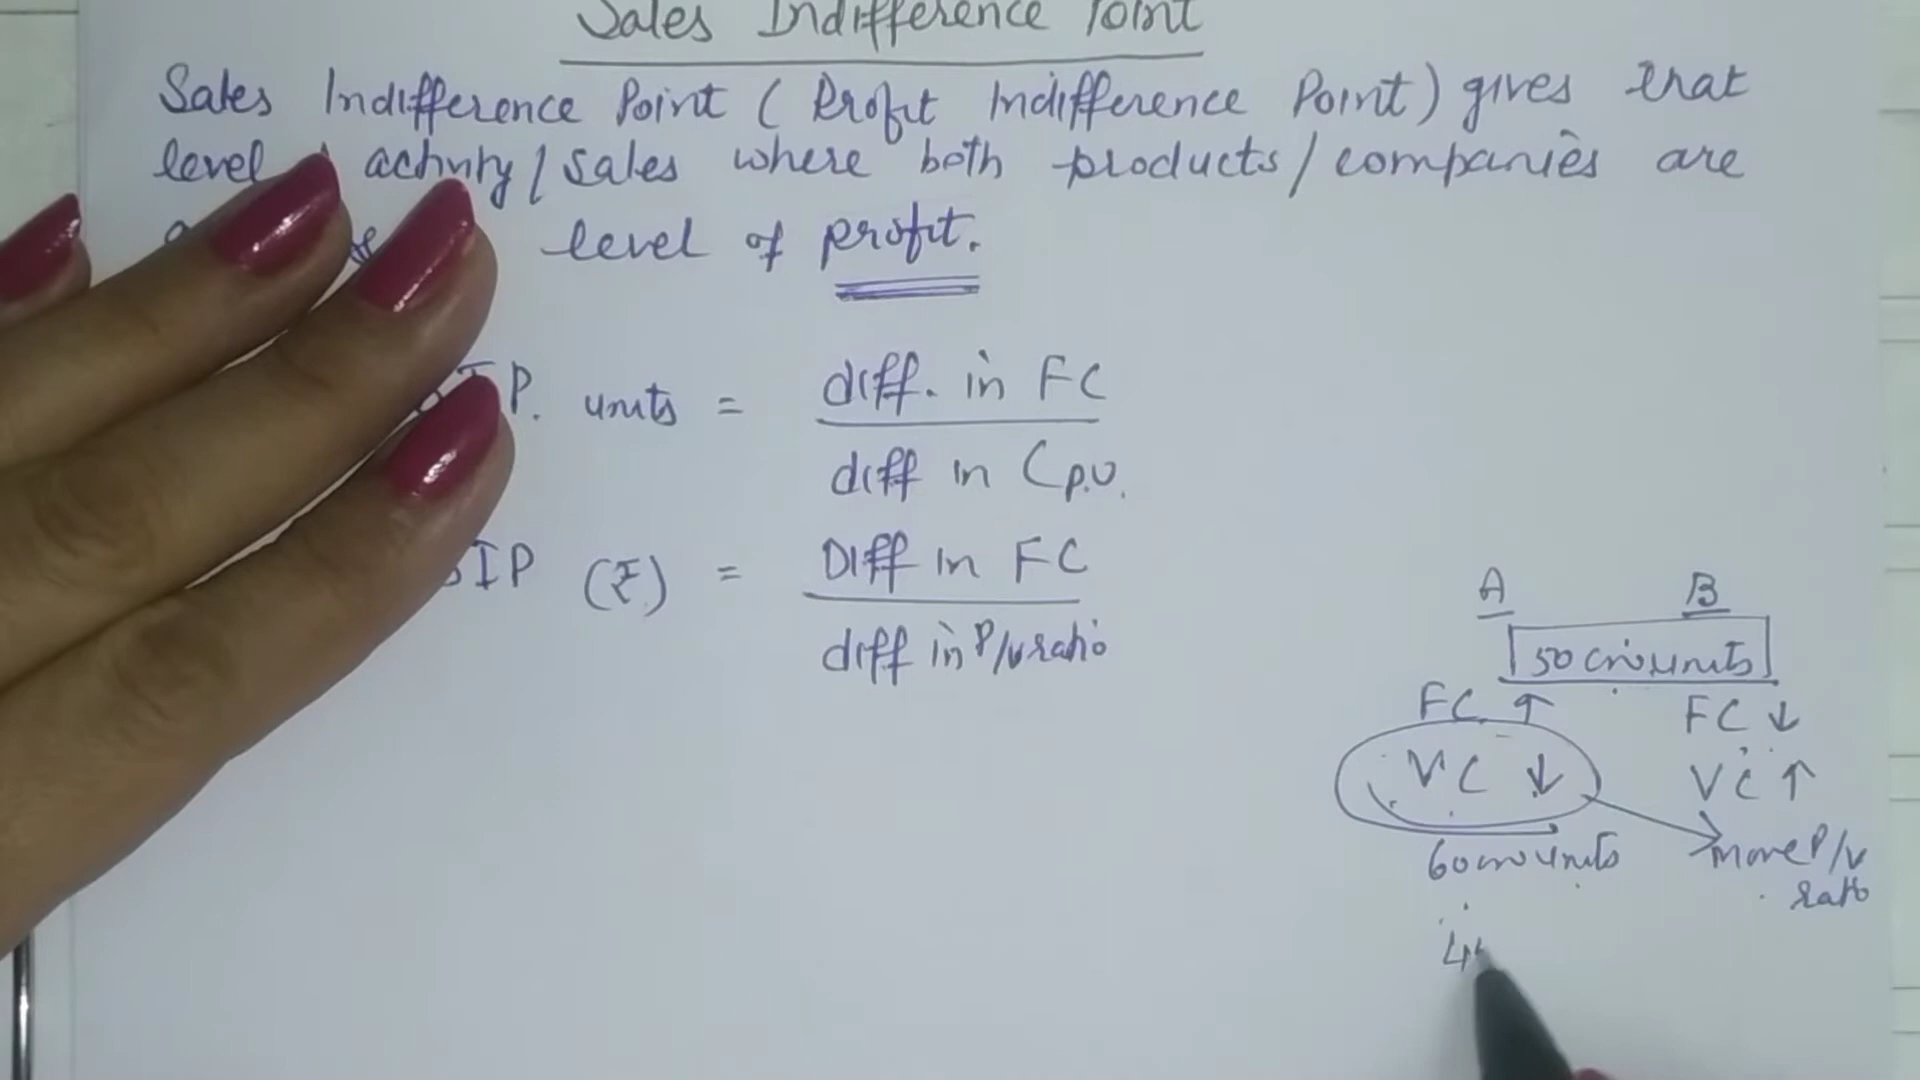 Sales Indifference Point
Sales Indifference Point ( Profit Indifference Point) gives that
level activity/sales where both products/companies are
level of profit.
IP. units = diff. in FC
diff in Cp.u.
SIP (₹) = Diff in FC
diff in P/v ratio
A B
50 units
FC ↑ FC ↓
VC ↓ VC ↑
60 units more P/v
ratio